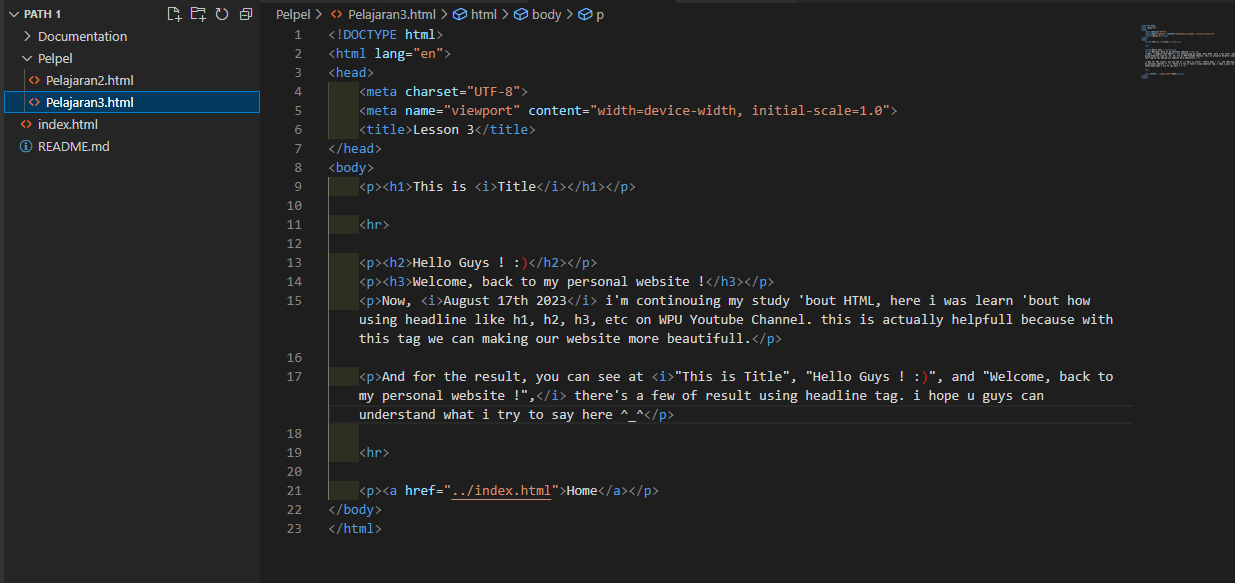 PATH 1
Documentation
Pelpel
Pelajaran2.html
Pelajaran3.html
index.html
README.md
Pelpel > Pelajaran3.html > html > body > p
1 <!DOCTYPE html>
2 <html lang="en">
3 <head>
4 <meta charset="UTF-8">
5 <meta name="viewport" content="width=device-width, initial-scale=1.0">
6 <title>Lesson 3</title>
7 </head>
8 <body>
9 <p><h1>This is <i>Title</i></h1></p>
10
11 <hr>
12
13 <p><h2>Hello Guys ! :)</h2></p>
14 <p><h3>Welcome, back to my personal website !</h3></p>
15 <p>Now, <i>August 17th 2023</i> i'm continouing my study 'bout HTML, here i was learn 'bout how
using headline like h1, h2, h3, etc on WPU Youtube Channel. this is actually helpfull because with
this tag we can making our website more beautifull.</p>
16
17 <p>And for the result, you can see at <i>"This is Title", "Hello Guys ! :)", and "Welcome, back to
my personal website !",</i> there's a few of result using headline tag. i hope u guys can
understand what i try to say here ^_^</p>
18
19 <hr>
20
21 <p><a href="../index.html">Home</a></p>
22 </body>
23 </html>